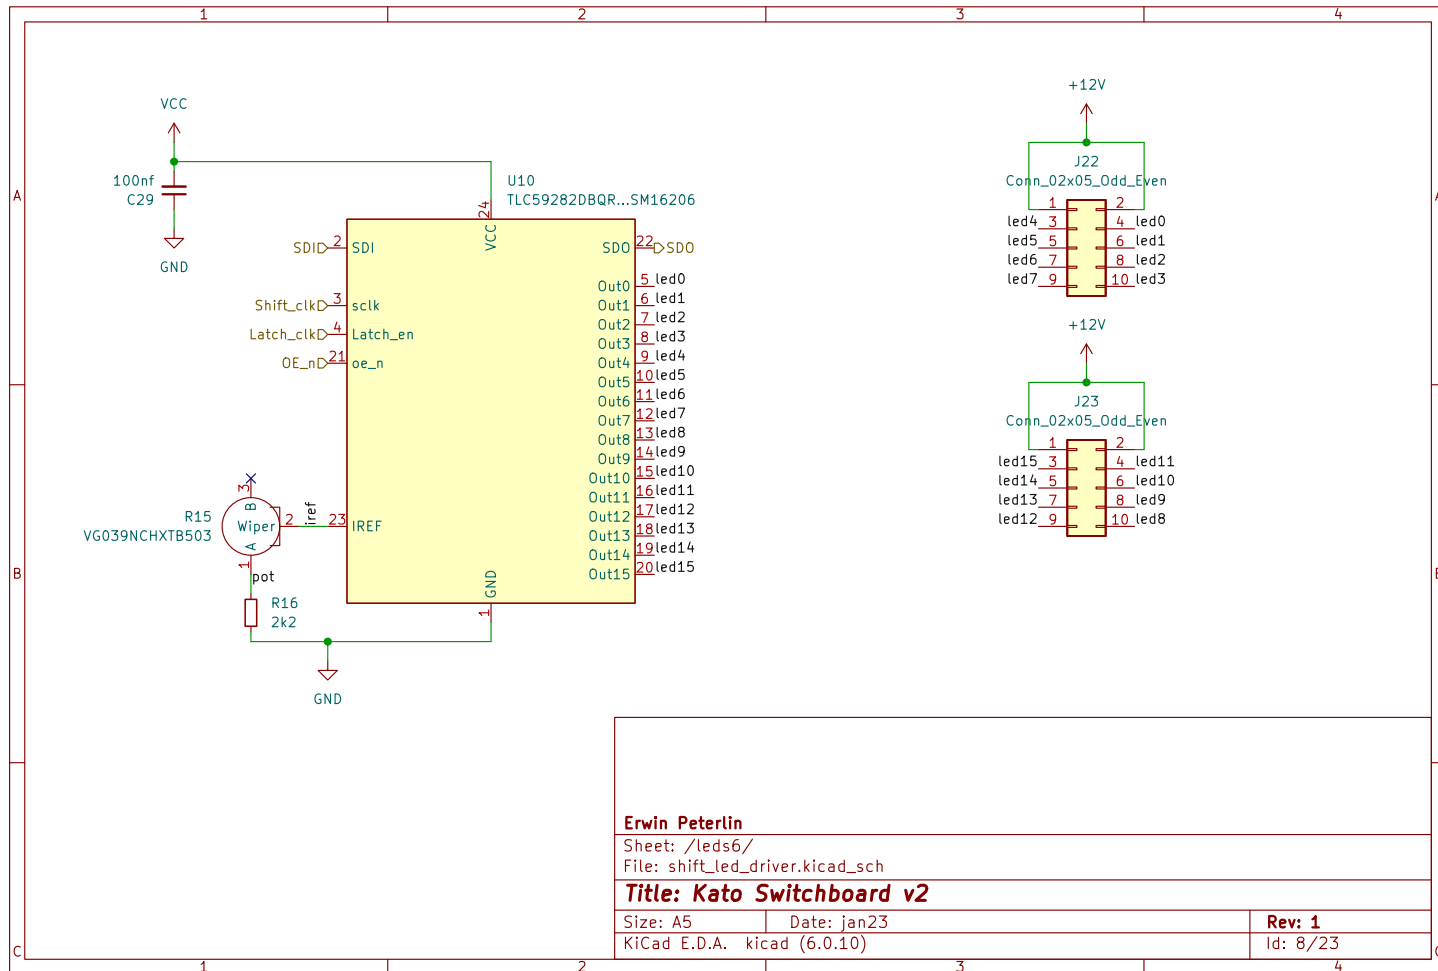 1 2 3 4
A
A
B
B
C
C
VCC
100nf
C29
GND
U10
TLC59282DBQR...SM16206
24
VCC
SDI 2 SDI
Shift_clk 3 sclk
Latch_clk 4 Latch_en
OE_n 21 oe_n
SDO 22 SDO
Out0 5 led0
Out1 6 led1
Out2 7 led2
Out3 8 led3
Out4 9 led4
Out5 10 led5
Out6 11 led6
Out7 12 led7
Out8 13 led8
Out9 14 led9
Out10 15 led10
Out11 16 led11
Out12 17 led12
Out13 18 led13
Out14 19 led14
Out15 20 led15
3
B
R15
VG039NCHXTB503
Wiper 2 iref 23 IREF
A
1
pot
R16
2k2
GND
1
GND
+12V
J22
Conn_02x05_Odd_Even
1 2
led4 3 4 led0
led5 5 6 led1
led6 7 8 led2
led7 9 10 led3
+12V
J23
Conn_02x05_Odd_Even
1 2
led15 3 4 led11
led14 5 6 led10
led13 7 8 led9
led12 9 10 led8
Erwin Peterlin
Sheet: /leds6/
File: shift_led_driver.kicad_sch
Title: Kato Switchboard v2
Size: A5 Date: jan23 Rev: 1
KiCad E.D.A. kicad (6.0.10) Id: 8/23
1 2 3 4